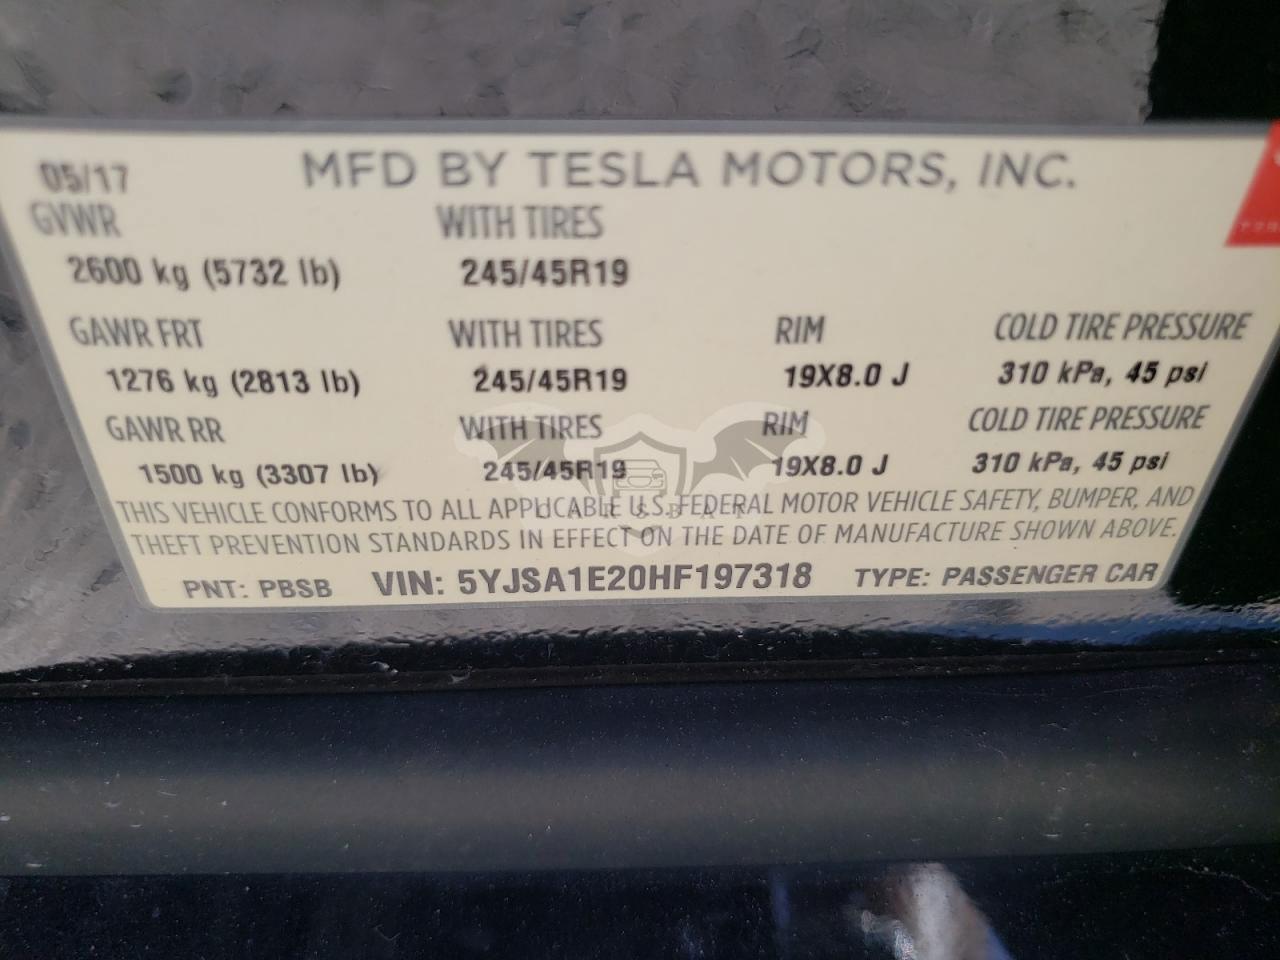 05/17 MFD BY TESLA MOTORS, INC.
GVWR WITH TIRES
2600 kg (5732 lb) 245/45R19
GAWR FRT WITH TIRES RIM COLD TIRE PRESSURE
1276 kg (2813 lb) 245/45R19 19X8.0 J 310 kPa, 45 psi
GAWR RR WITH TIRES RIM COLD TIRE PRESSURE
1500 kg (3307 lb) 245/45R19 19X8.0 J 310 kPa, 45 psi
THIS VEHICLE CONFORMS TO ALL APPLICABLE U.S. FEDERAL MOTOR VEHICLE SAFETY, BUMPER, AND
CARSBAT
THEFT PREVENTION STANDARDS IN EFFECT ON THE DATE OF MANUFACTURE SHOWN ABOVE.
PNT: PBSB VIN: 5YJSA1E20HF197318 TYPE: PASSENGER CAR